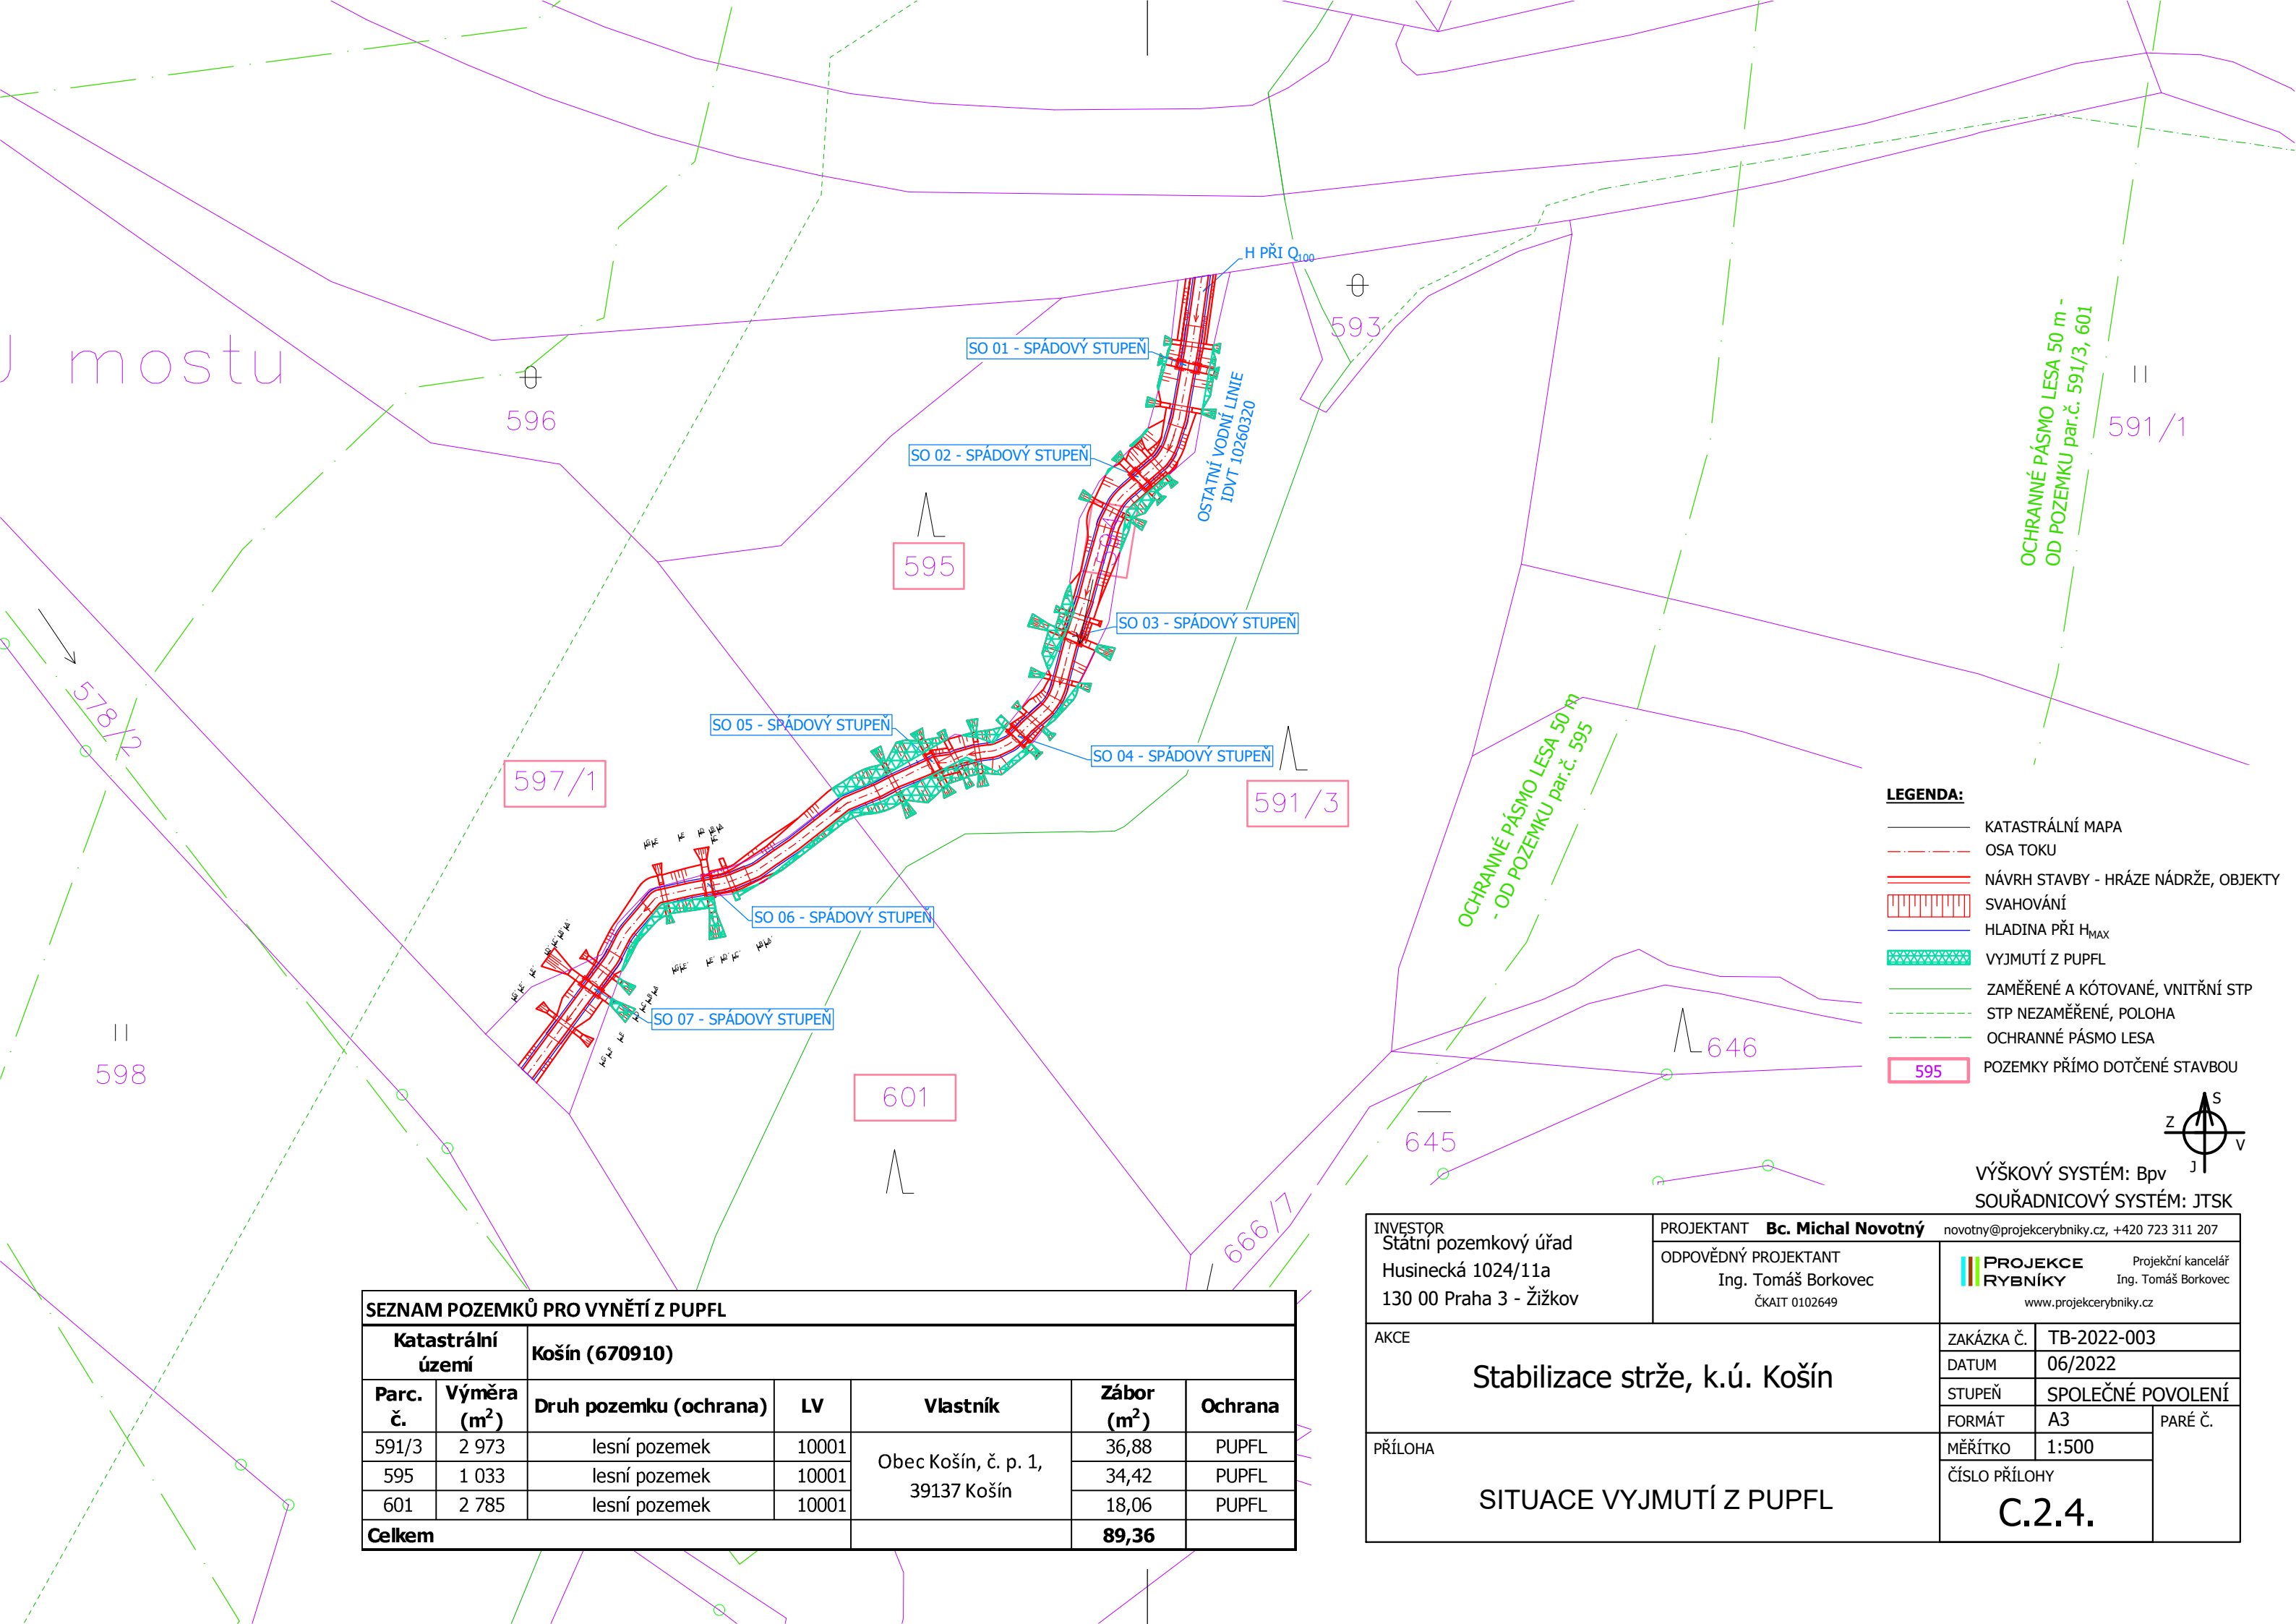 U mostu
596
H PŘI Q100
593
SO 01 - SPÁDOVÝ STUPEŇ
OSTATNÍ VODNÍ LINIE
IDVT 10260320
SO 02 - SPÁDOVÝ STUPEŇ
595
OCHRANNÉ PÁSMO LESA 50 m -
OD POZEMKU par.č. 591/3, 601
591/1
SO 03 - SPÁDOVÝ STUPEŇ
578/2
SO 05 - SPÁDOVÝ STUPEŇ
SO 04 - SPÁDOVÝ STUPEŇ
597/1
591/3
OCHRANNÉ PÁSMO LESA 50 m
- OD POZEMKU par.č. 595
SO 06 - SPÁDOVÝ STUPEŇ
SO 07 - SPÁDOVÝ STUPEŇ
598
601
646
645
666/7
LEGENDA:
KATASTRÁLNÍ MAPA
OSA TOKU
NÁVRH STAVBY - HRÁZE NÁDRŽE, OBJEKTY
SVAHOVÁNÍ
HLADINA PŘI HMAX
VYJMUTÍ Z PUPFL
ZAMĚŘENÉ A KÓTOVANÉ, VNITŘNÍ STP
STP NEZAMĚŘENÉ, POLOHA
OCHRANNÉ PÁSMO LESA
595 POZEMKY PŘÍMO DOTČENÉ STAVBOU
S
Z
V
J
VÝŠKOVÝ SYSTÉM: Bpv
SOUŘADNICOVÝ SYSTÉM: JTSK
SEZNAM POZEMKŮ PRO VYNĚTÍ Z PUPFL
Katastrální území Košín (670910)
Parc. č. Výměra (m2) Druh pozemku (ochrana) LV Vlastník Zábor (m2) Ochrana
591/3 2 973 lesní pozemek 10001 Obec Košín, č. p. 1, 36,88 PUPFL
595 1 033 lesní pozemek 10001 39137 Košín 34,42 PUPFL
601 2 785 lesní pozemek 10001 18,06 PUPFL
Celkem 89,36
INVESTOR
Státní pozemkový úřad
Husinecká 1024/11a
130 00 Praha 3 - Žižkov
PROJEKTANT Bc. Michal Novotný novotny@projekcerybniky.cz, +420 723 311 207
ODPOVĚDNÝ PROJEKTANT
Ing. Tomáš Borkovec
ČKAIT 0102649
PROJEKCE
RYBNÍKY
Projekční kancelář
Ing. Tomáš Borkovec
www.projekcerybniky.cz
AKCE
Stabilizace strže, k.ú. Košín
ZAKÁZKA Č. TB-2022-003
DATUM 06/2022
STUPEŇ SPOLEČNÉ POVOLENÍ
FORMÁT A3
PARÉ Č.
MĚŘÍTKO 1:500
PŘÍLOHA
SITUACE VYJMUTÍ Z PUPFL
ČÍSLO PŘÍLOHY
C.2.4.